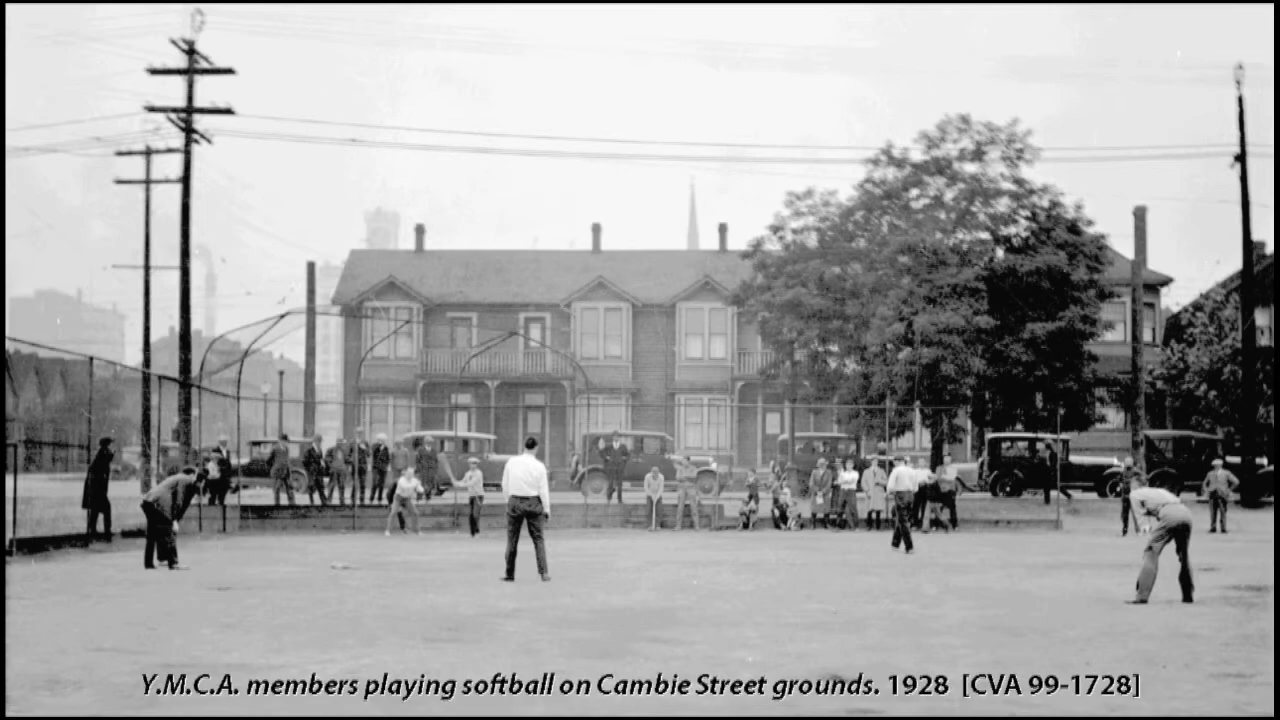 Y.M.C.A. members playing softball on Cambie Street grounds. 1928 [CVA 99-1728]